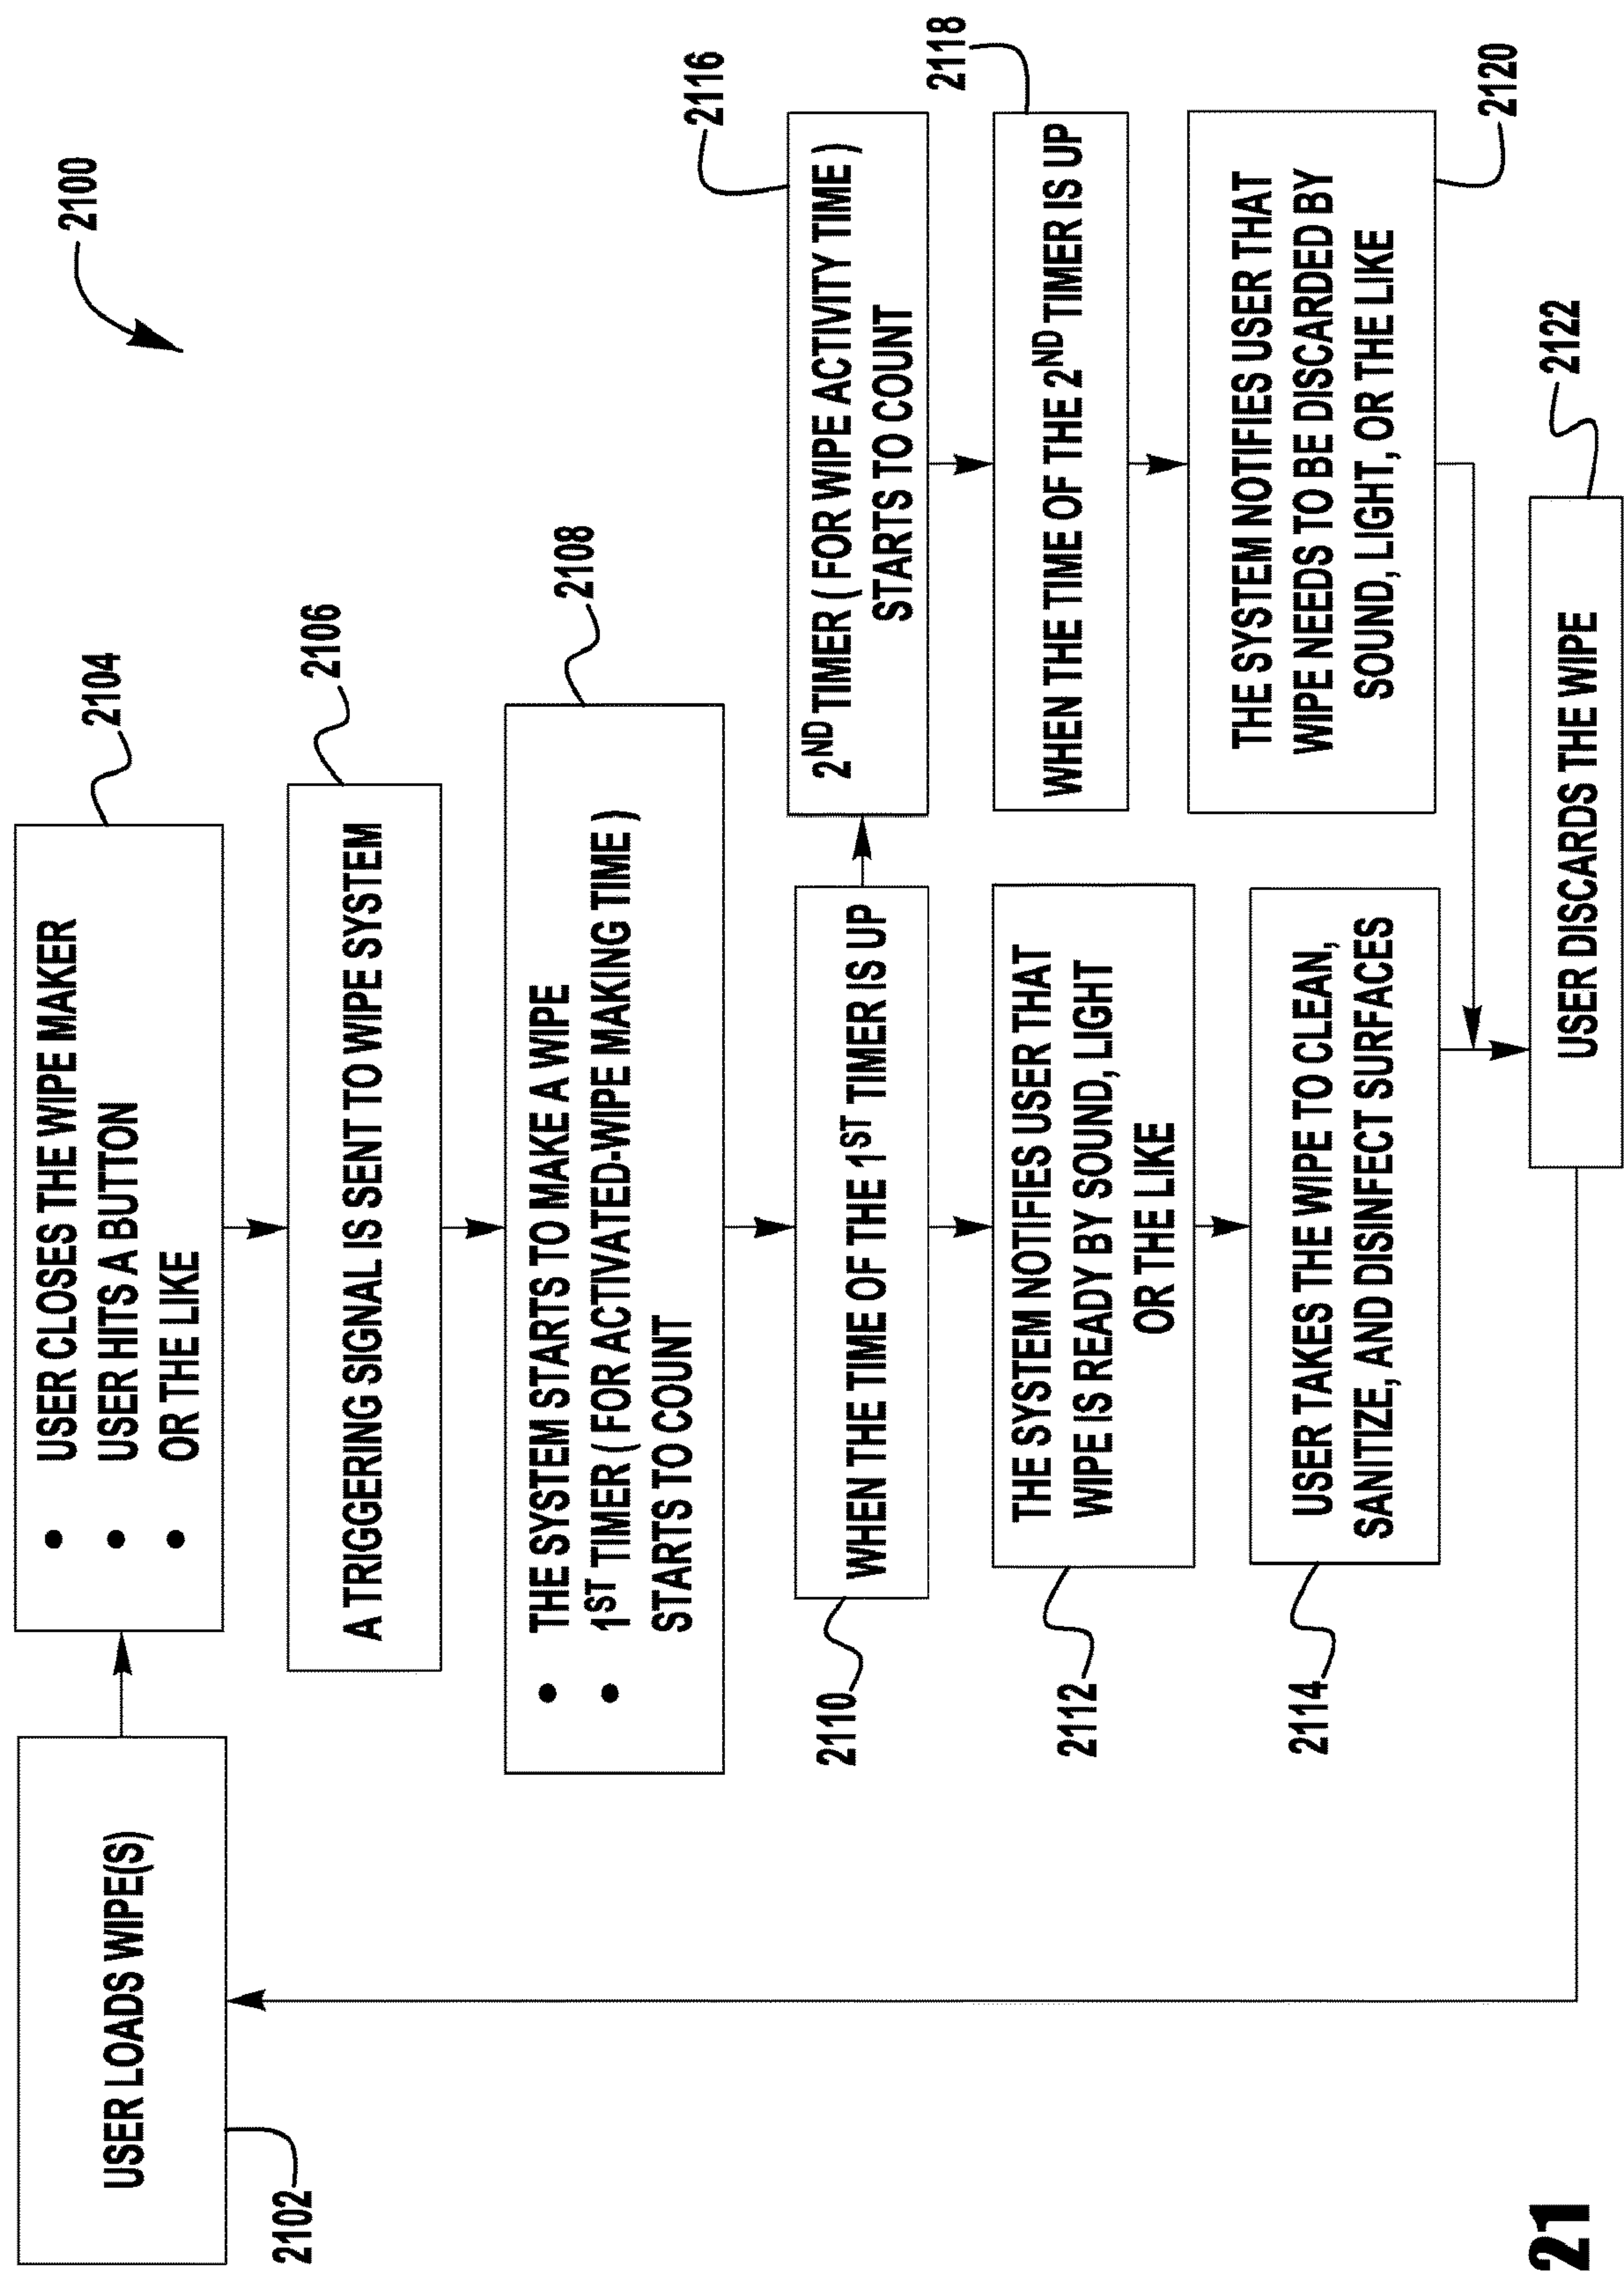 2100
USER LOADS WIPE(S)
2102
• USER CLOSES THE WIPE MAKER
• USER HITS A BUTTON
• OR THE LIKE
2104
A TRIGGERING SIGNAL IS SENT TO WIPE SYSTEM
2106
• THE SYSTEM STARTS TO MAKE A WIPE
• 1ST TIMER ( FOR ACTIVATED-WIPE MAKING TIME )
STARTS TO COUNT
2108
WHEN THE TIME OF THE 1ST TIMER IS UP
2110
2ND TIMER ( FOR WIPE ACTIVITY TIME )
STARTS TO COUNT
2116
THE SYSTEM NOTIFIES USER THAT
WIPE IS READY BY SOUND, LIGHT
OR THE LIKE
2112
WHEN THE TIME OF THE 2ND TIMER IS UP
2118
USER TAKES THE WIPE TO CLEAN,
SANITIZE, AND DISINFECT SURFACES
2114
THE SYSTEM NOTIFIES USER THAT
WIPE NEEDS TO BE DISCARDED BY
SOUND, LIGHT, OR THE LIKE
2120
USER DISCARDS THE WIPE
2122
21